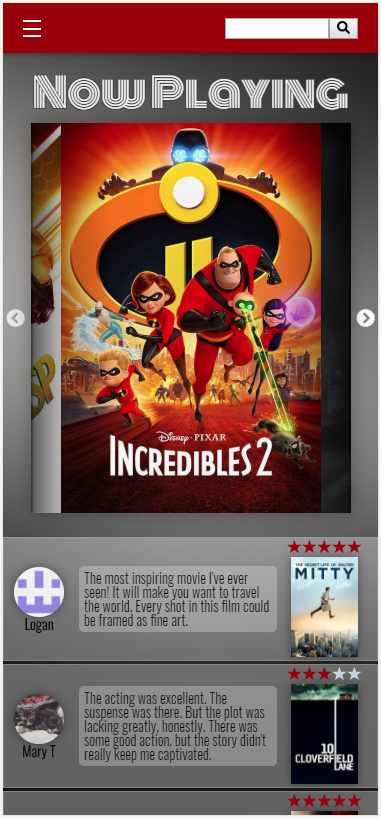 Now Playing
SP
Disney · PIXAR
INCREDIBLES 2
The most inspiring movie I've ever
seen! It will make you want to travel
the world. Every shot in this film could
be framed as fine art.
Logan
THE SECRET LIFE OF WALTER
MITTY
The acting was excellent. The
suspense was there. But the plot was
lacking greatly, honestly. There was
some good action, but the story didn't
really keep me captivated.
Mary T
10
CLOVERFIELD
LANE